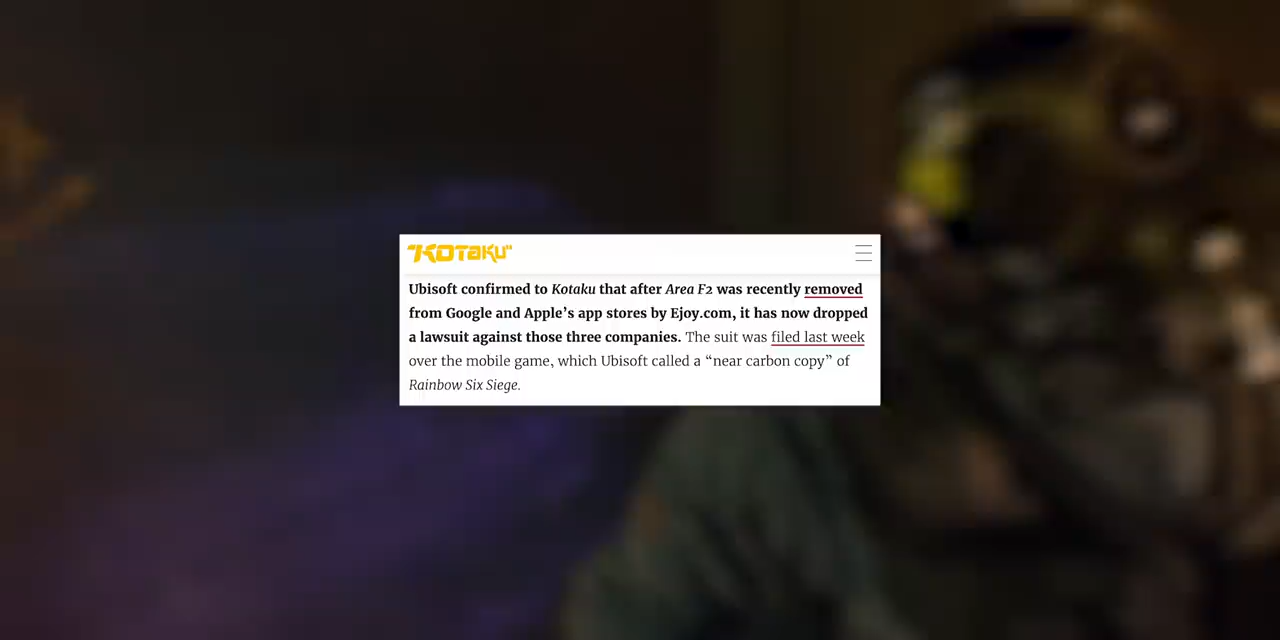 "KOTaKU"
Ubisoft confirmed to Kotaku that after Area F2 was recently removed
from Google and Apple’s app stores by Ejoy.com, it has now dropped
a lawsuit against those three companies. The suit was filed last week
over the mobile game, which Ubisoft called a “near carbon copy” of
Rainbow Six Siege.